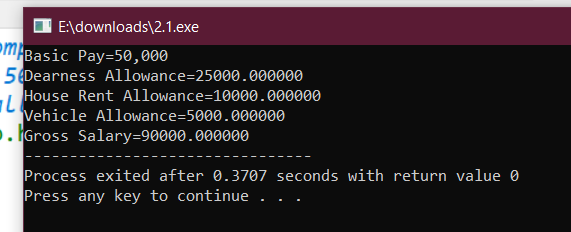 E:\downloads\2.1.exe
Basic Pay=50,000
Dearness Allowance=25000.000000
House Rent Allowance=10000.000000
Vehicle Allowance=5000.000000
Gross Salary=90000.000000
--------------------------------
Process exited after 0.3707 seconds with return value 0
Press any key to continue . . .